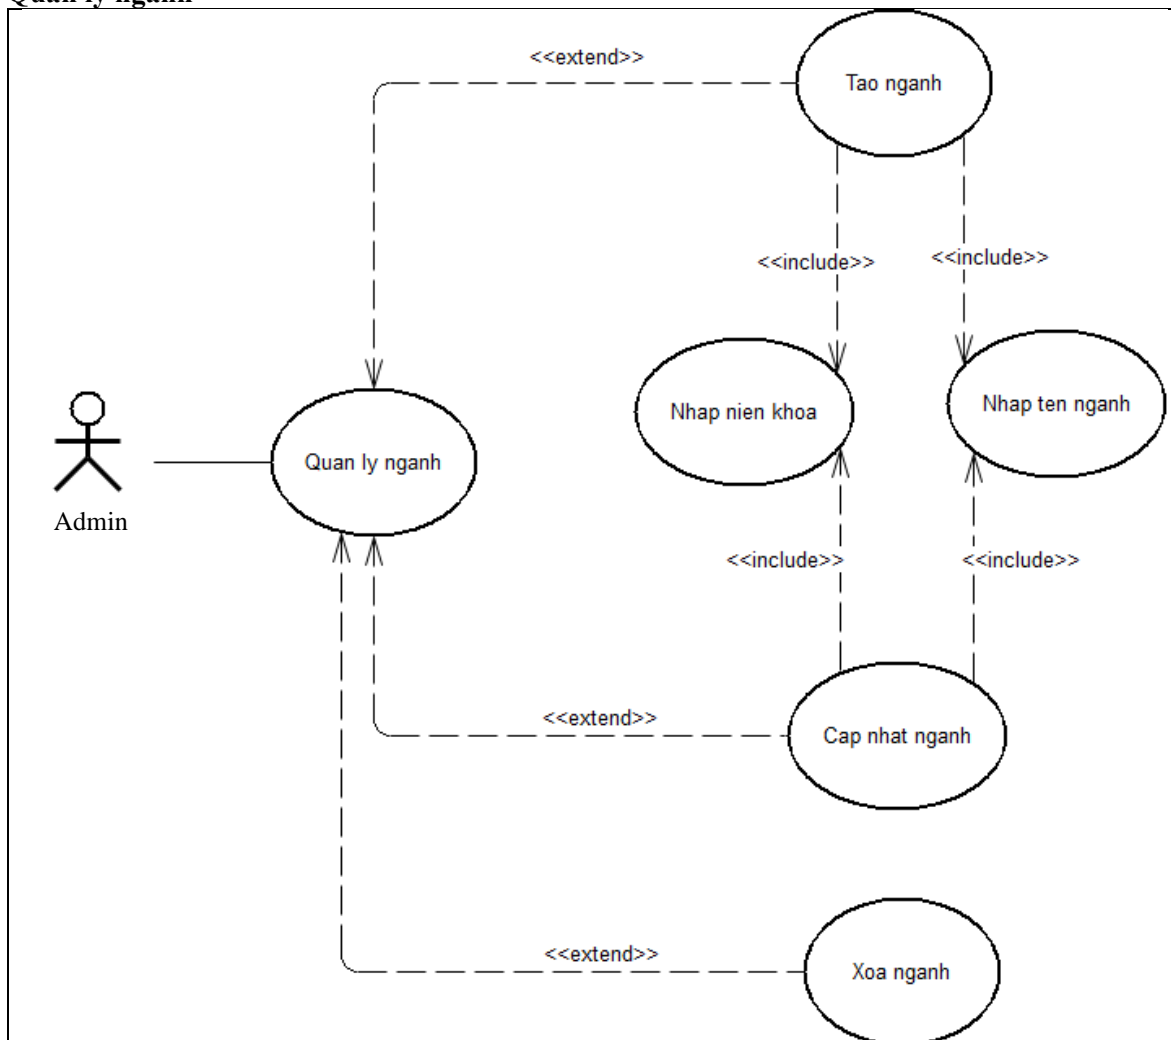 Quan ly nganh
<<extend>>
Tao nganh
<<include>>
<<include>>
Nhap nien khoa
Nhap ten nganh
Quan ly nganh
Admin
<<include>>
<<include>>
<<extend>>
Cap nhat nganh
<<extend>>
Xoa nganh